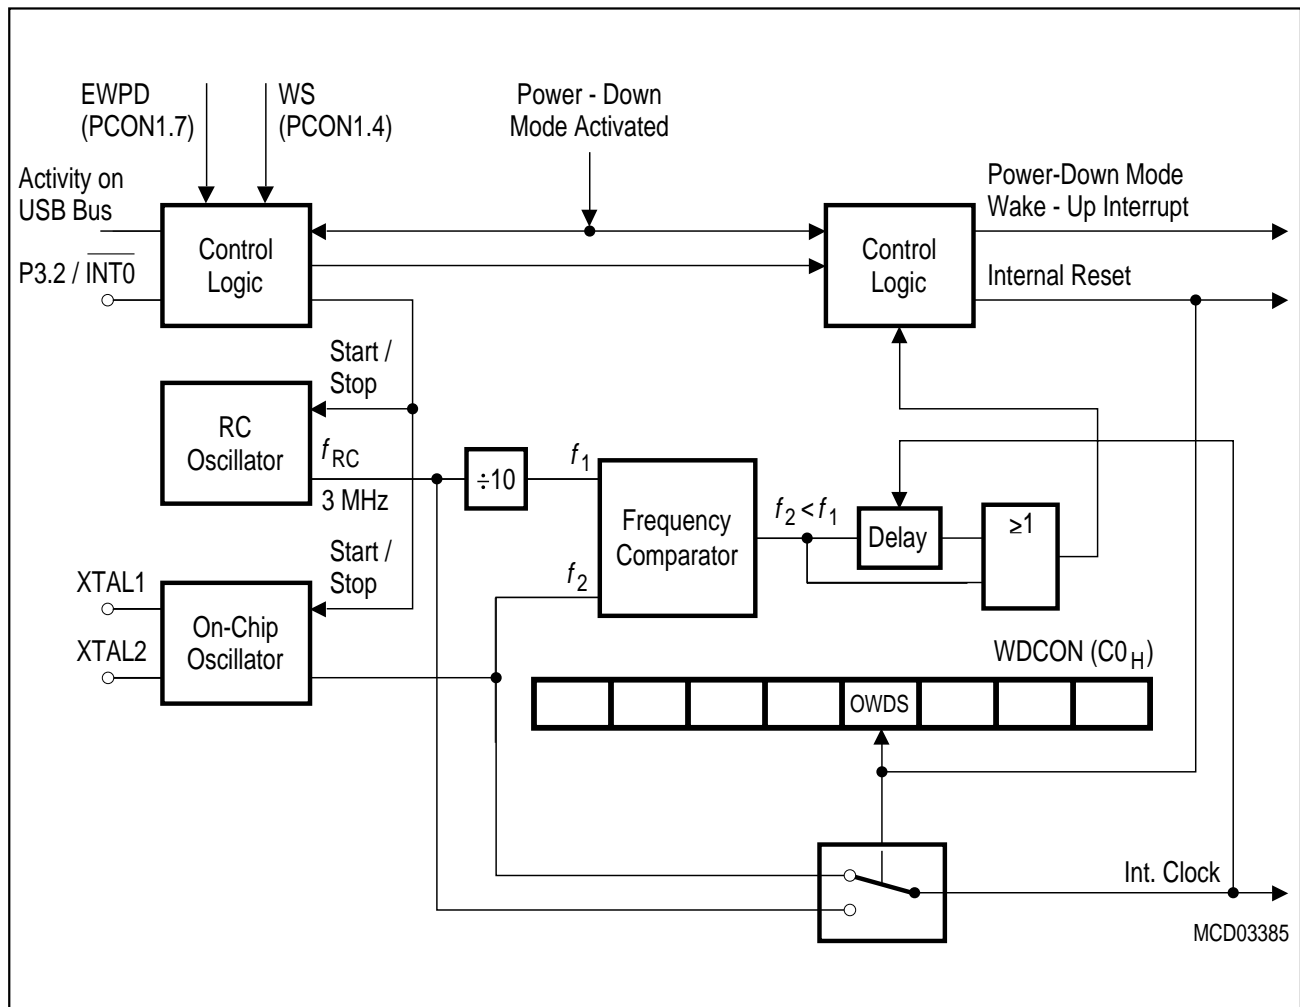 EWPD
(PCON1.7)
WS
(PCON1.4)
Power - Down
Mode Activated
Activity on
USB Bus
P3.2 / INT0
Control
Logic
Control
Logic
Power-Down Mode
Wake - Up Interrupt
Internal Reset
Start /
Stop
RC
Oscillator
fRC
3 MHz
÷10
f1
Frequency
Comparator
f2 < f1
Delay
≥1
Start /
Stop
f2
XTAL1
XTAL2
On-Chip
Oscillator
WDCON (C0H)
OWDS
Int. Clock
MCD03385